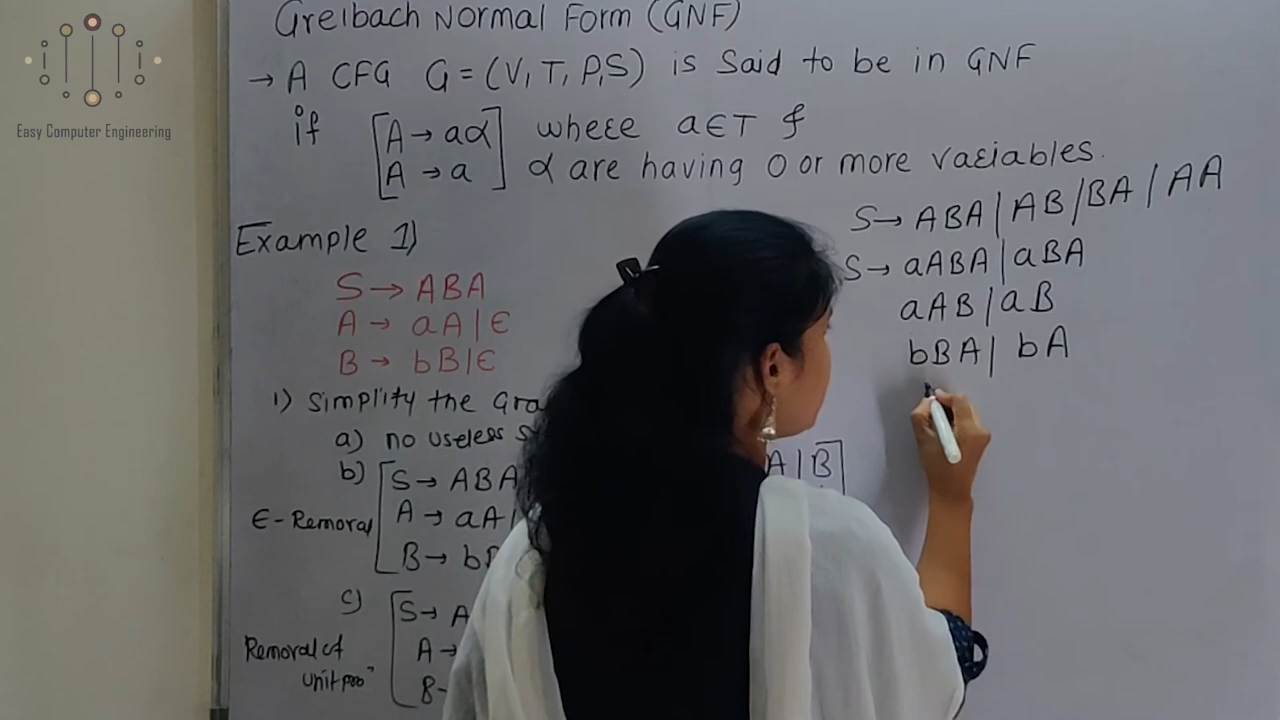 Greibach Normal Form (GNF)
→ A CFG G = (V, T, P, S) is Said to be in GNF
if [A → aα] where a ∈ T &
[A → a] α are having 0 or more variables.
Example 1)
S → ABA
A → aA | ϵ
B → bB | ϵ
1) Simplify the Gra
a) no useless s
b) S → ABA
ϵ - Removal A → aA |
B → b
c) S → A
Removal of A →
unit pro B →
A | B
S → ABA | AB | BA | AA
S → aABA | aBA
aAB | aB
bBA | bA
Easy Computer Engineering